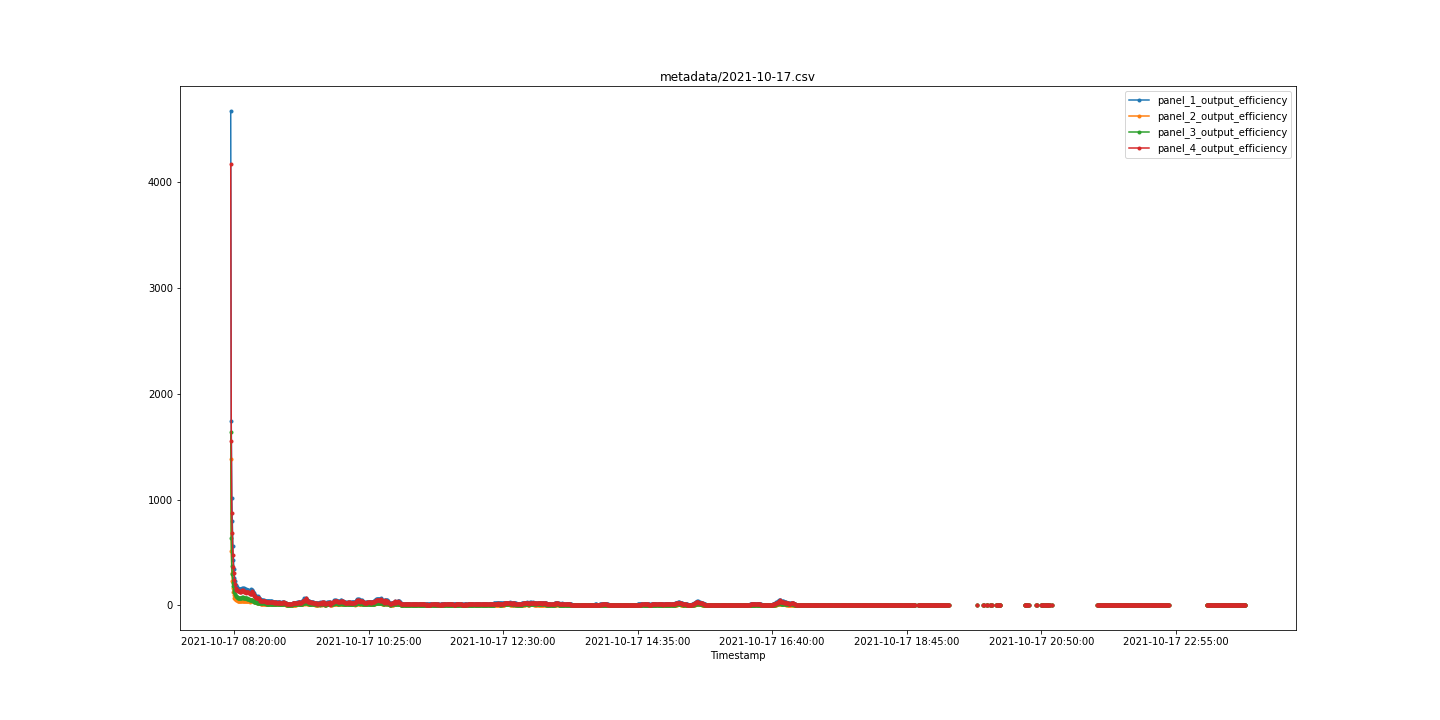 metadata/2021-10-17.csv
panel_1_output_efficiency
panel_2_output_efficiency
panel_3_output_efficiency
panel_4_output_efficiency
4000
3000
2000
1000
0
2021-10-17 08:20:00 2021-10-17 10:25:00 2021-10-17 12:30:00 2021-10-17 14:35:00 2021-10-17 16:40:00 2021-10-17 18:45:00 2021-10-17 20:50:00 2021-10-17 22:55:00
Timestamp